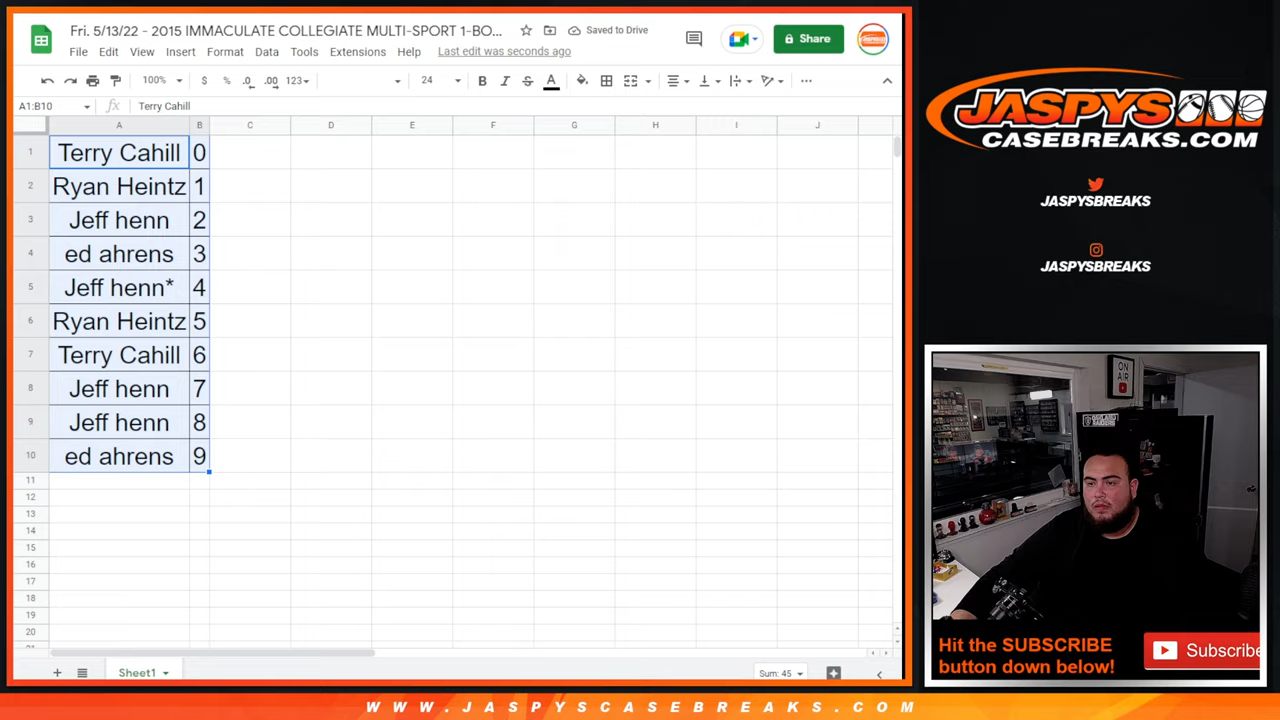 Fri. 5/13/22 - 2015 IMMACULATE COLLEGIATE MULTI-SPORT 1-BO...
Saved to Drive
Share
File Edit View Insert Format Data Tools Extensions Help Last edit was seconds ago
100% $ % .0 .00 123 24 B I S A
A1:B10 fx Terry Cahill
A B C D E F G H I J
1 Terry Cahill 0
2 Ryan Heintz 1
3 Jeff henn 2
4 ed ahrens 3
5 Jeff henn* 4
6 Ryan Heintz 5
7 Terry Cahill 6
8 Jeff henn 7
9 Jeff henn 8
10 ed ahrens 9
11
12
13
14
15
16
17
18
19
20
Sheet1
Sum: 45
JASPYS
CASEBREAKS.COM
JASPYSBREAKS
JASPYSBREAKS
ON
AIR
Hit the SUBSCRIBE
button down below!
Subscribe
WWW.JASPYSCASEBREAKS.COM